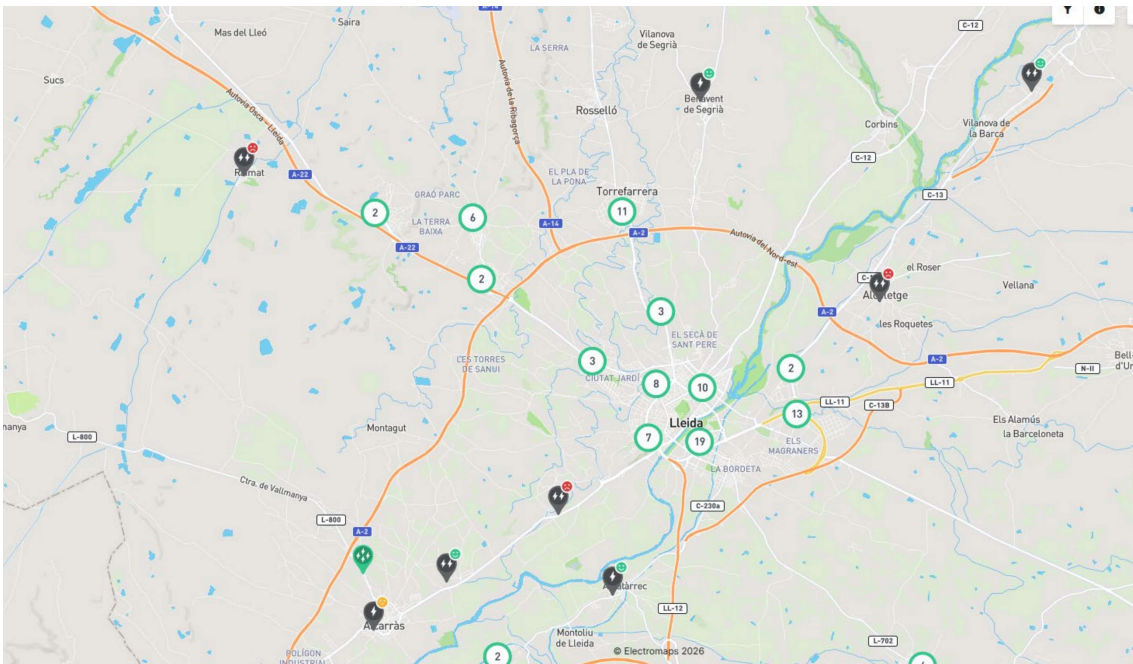 Saira
Mas del Lleó
A-14
C-12
Vilanova
de Segrià
LA SERRA
Sucs
Autovia de la Ribagorça
Autovia Osca – Lleida
Benavent
de Segrià
Rosselló
Corbins
Vilanova de
la Barca
C-12
Raimat
A-22
EL PLA DE
LA PONA
Torrefarrera
GRAÓ PARC
C-13
2
6
11
LA TERRA
BAIXA
A-14
A-2
Autovia del Nord-est
A-22
el Roser
2
Vellana
Alcoletge
3
A-2
EL SECÀ DE
SANT PERE
les Roquetes
LES TORRES
DE SANUI
3
A-2
2
N-II
CIUTAT JARDÍ
8
10
LL-11
LL-11
C-13B
13
Lleida
Els Alamús
Montagut
L-800
7
19
la Barceloneta
ELS
MAGRANERS
LA BORDETA
Ctra. de Vallmanya
C-230a
L-800
A-2
LL-12
Alcarràs
Montoliu
de Lleida
L-702
2
© Electromaps 2026
POLÍGON